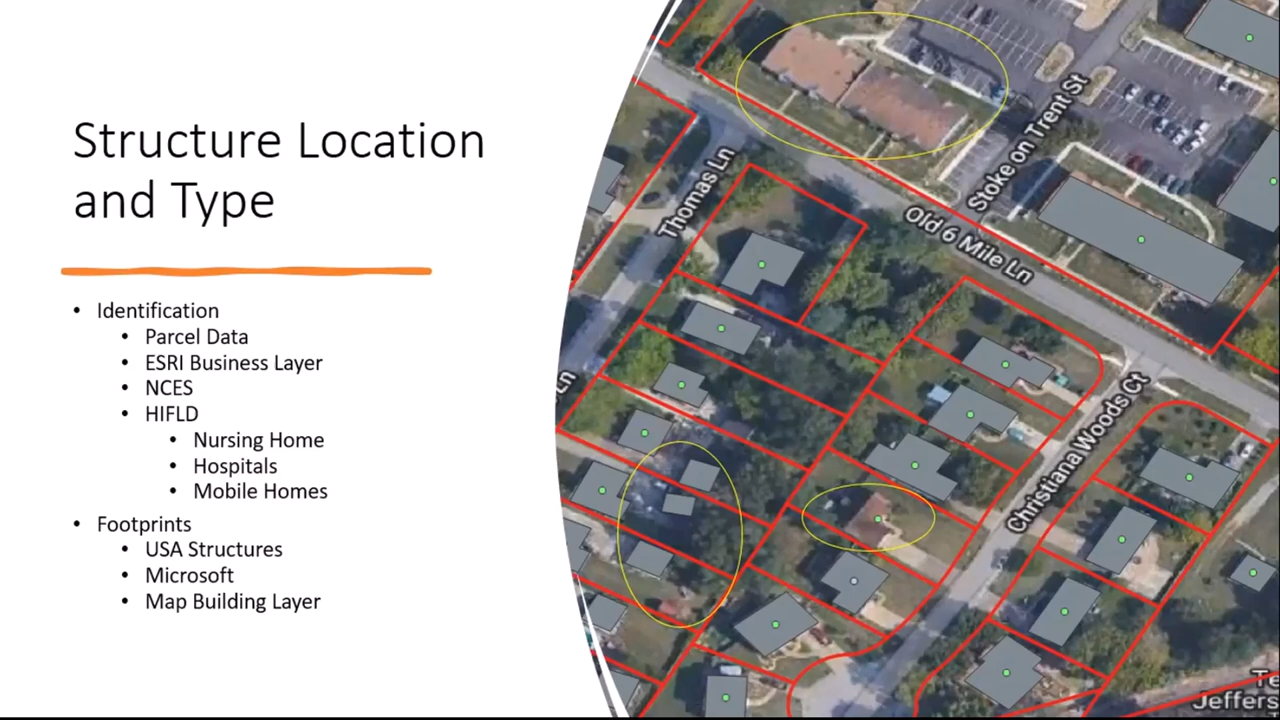 Structure Location
and Type
• Identification
• Parcel Data
• ESRI Business Layer
• NCES
• HIFLD
• Nursing Home
• Hospitals
• Mobile Homes
• Footprints
• USA Structures
• Microsoft
• Map Building Layer
Thomas Ln
Stoke on Trent St
Old 6 Mile Ln
Ln
Christiana Woods Ct
Te
Jeffers